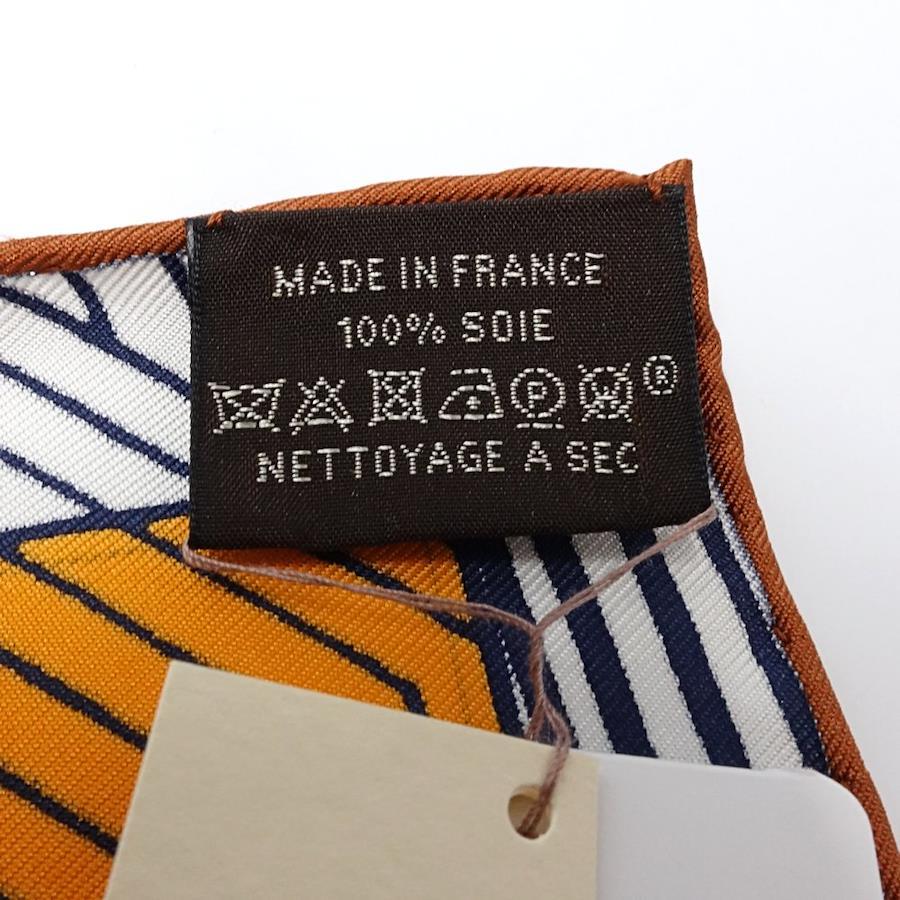 MADE IN FRANCE
100% SOIE
P ®
NETTOYAGE A SEC